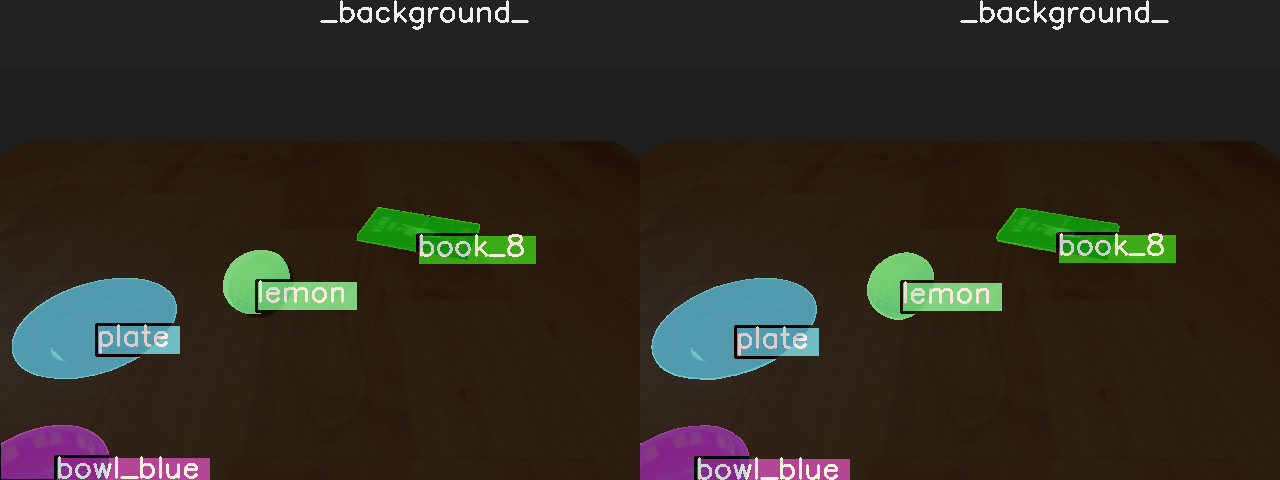 _background_
_background_
book_8
book_8
lemon
lemon
plate
plate
bowl_blue
bowl_blue